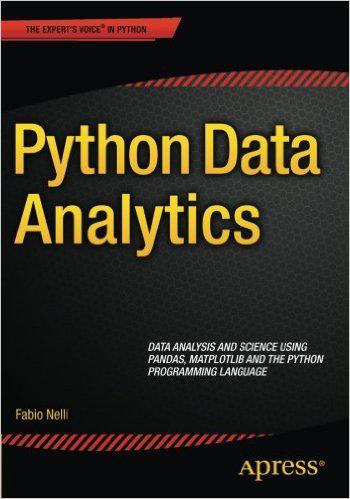 THE EXPERT'S VOICE® IN PYTHON
Python Data
Analytics
DATA ANALYSIS AND SCIENCE USING
PANDAS, MATPLOTLIB AND THE PYTHON
PROGRAMMING LANGUAGE
Fabio Nelli
Apress®